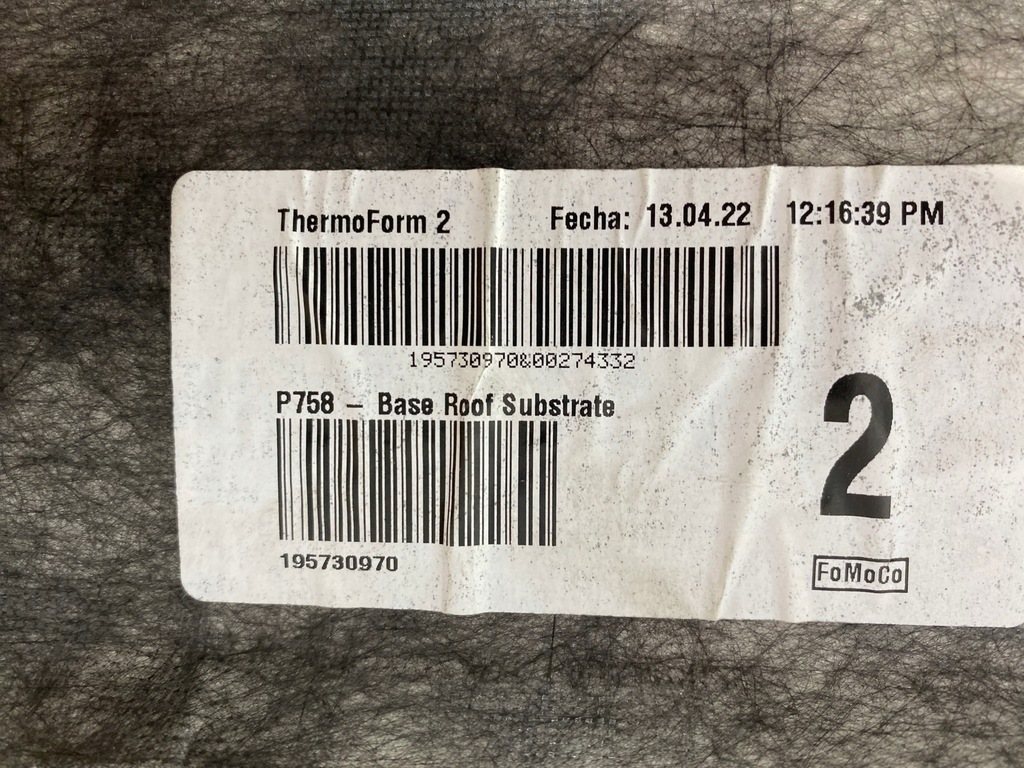 ThermoForm 2 Fecha: 13.04.22 12:16:39 PM
195730970&00274332
P758 – Base Roof Substrate
195730970
2
FoMoCo